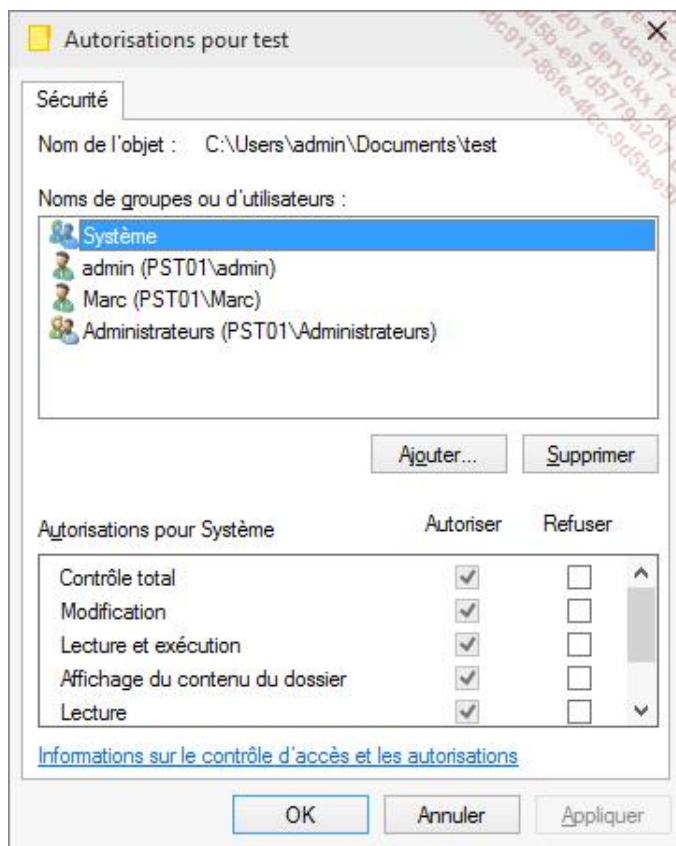 Autorisations pour test
Sécurité
Nom de l'objet : C:\Users\admin\Documents\test
Noms de groupes ou d'utilisateurs :
Système
admin (PST01\admin)
Marc (PST01\Marc)
Administrateurs (PST01\Administrateurs)
Ajouter... Supprimer
Autorisations pour Système Autoriser Refuser
Contrôle total
Modification
Lecture et exécution
Affichage du contenu du dossier
Lecture
Informations sur le contrôle d'accès et les autorisations
OK Annuler Appliquer